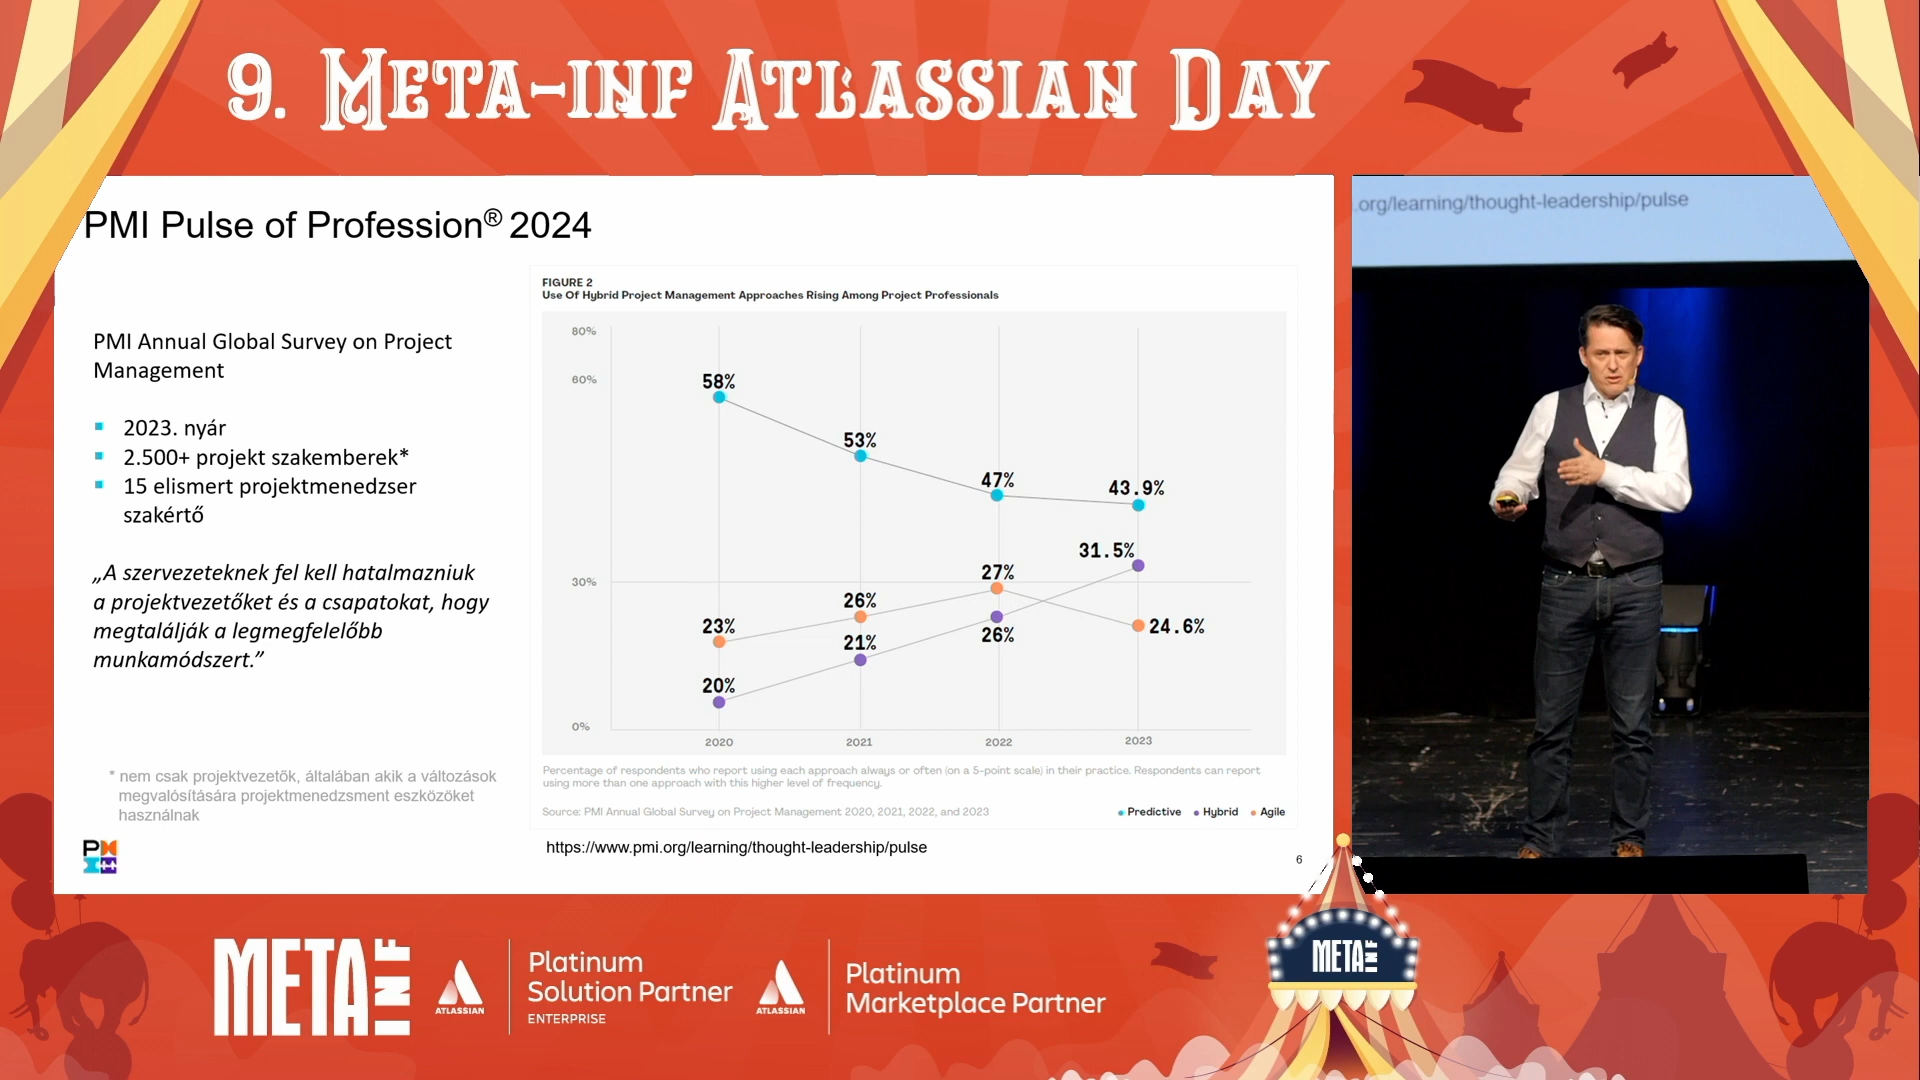 9. META-INF ATLASSIAN DAY
PMI Pulse of Profession® 2024
PMI Annual Global Survey on Project
Management
2023. nyár
2.500+ projekt szakemberek*
15 elismert projektmenedzser
szakértő
„A szervezeteknek fel kell hatalmazniuk
a projektvezetőket és a csapatokat, hogy
megtalálják a legmegfelelőbb
munkamódszert.”
* nem csak projektvezetők, általában akik a változások
megvalósítására projektmenedzsment eszközöket
használnak
FIGURE 2
Use Of Hybrid Project Management Approaches Rising Among Project Professionals
80%
60%
30%
0%
58%
53%
47%
43.9%
31.5%
27%
26%
23%
21%
26%
24.6%
20%
2020
2021
2022
2023
Percentage of respondents who report using each approach always or often (on a 5-point scale) in their practice. Respondents can report
using more than one approach with this higher level of frequency.
Source: PMI Annual Global Survey on Project Management 2020, 2021, 2022, and 2023
Predictive Hybrid Agile
https://www.pmi.org/learning/thought-leadership/pulse
6
.org/learning/thought-leadership/pulse
META INF
ATLASSIAN
Platinum
Solution Partner
ENTERPRISE
ATLASSIAN
Platinum
Marketplace Partner
META INF